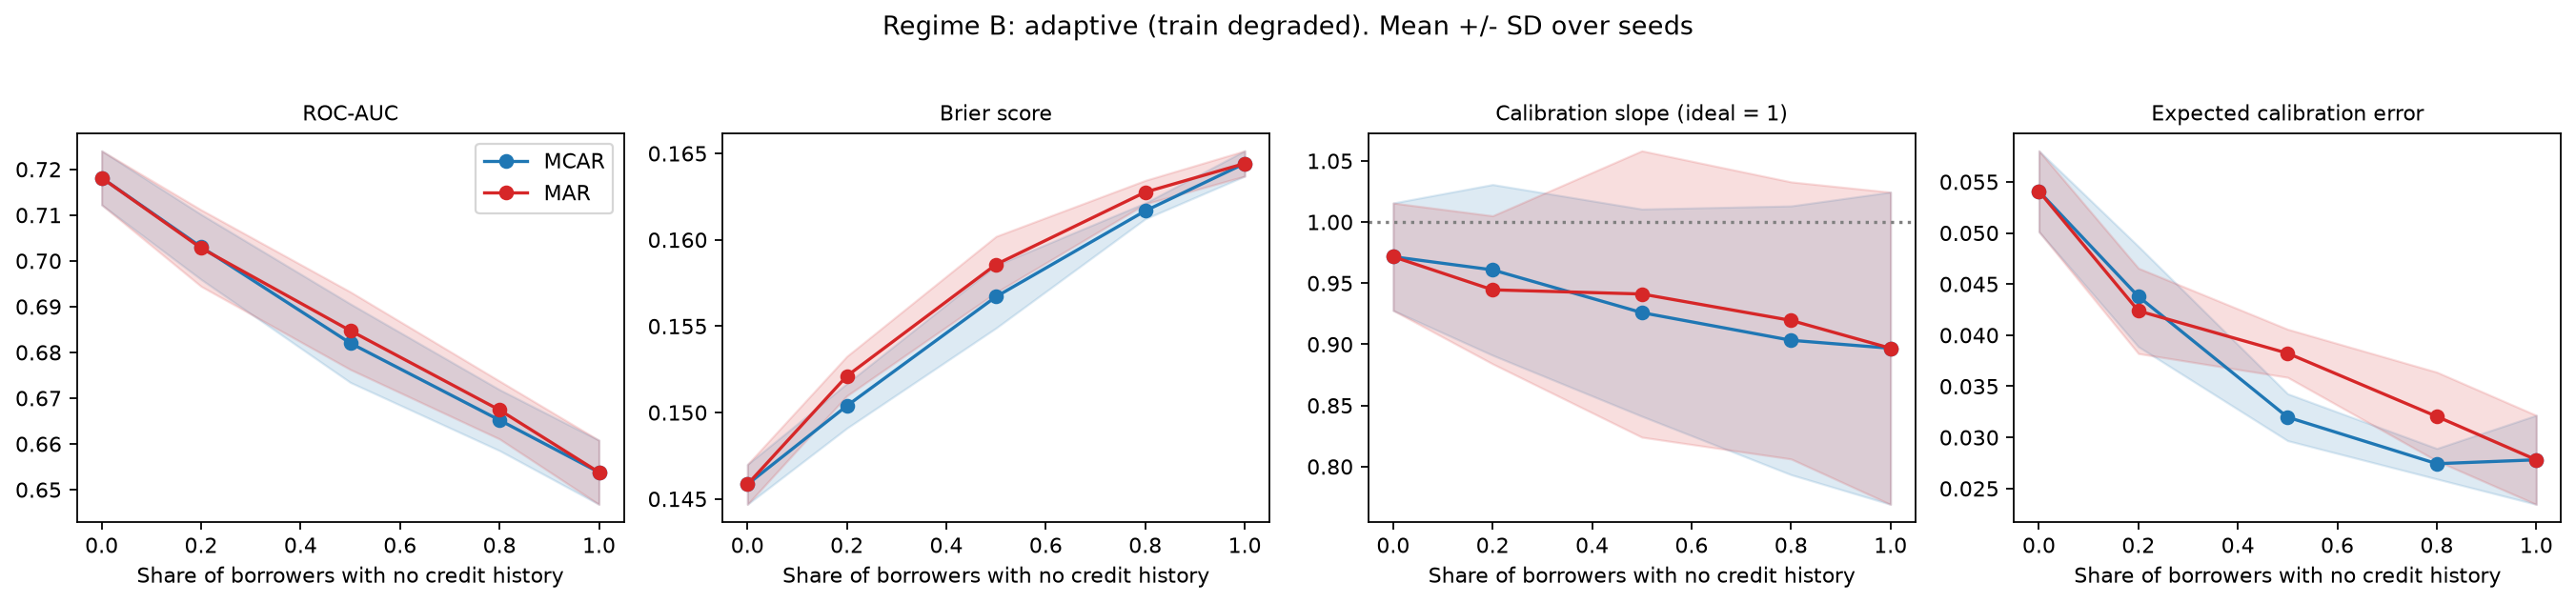 Regime B: adaptive (train degraded). Mean +/- SD over seeds
ROC-AUC
MCAR
MAR
0.72
0.71
0.70
0.69
0.68
0.67
0.66
0.65
0.0 0.2 0.4 0.6 0.8 1.0
Share of borrowers with no credit history
Brier score
0.165
0.160
0.155
0.150
0.145
0.0 0.2 0.4 0.6 0.8 1.0
Share of borrowers with no credit history
Calibration slope (ideal = 1)
1.05
1.00
0.95
0.90
0.85
0.80
0.0 0.2 0.4 0.6 0.8 1.0
Share of borrowers with no credit history
Expected calibration error
0.055
0.050
0.045
0.040
0.035
0.030
0.025
0.0 0.2 0.4 0.6 0.8 1.0
Share of borrowers with no credit history